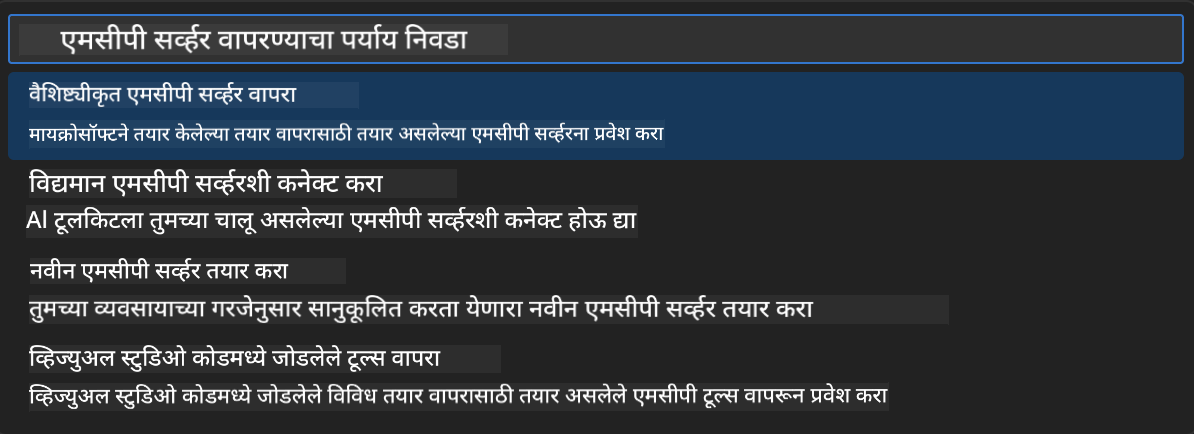 एमसीपी सर्व्हर वापरण्याचा पर्याय निवडा
वैशिष्ट्यीकृत एमसीपी सर्व्हर वापरा
मायक्रोसॉफ्टने तयार केलेल्या तयार वापरासाठी तयार असलेल्या एमसीपी सर्व्हरना प्रवेश करा
विद्यमान एमसीपी सर्व्हरशी कनेक्ट करा
AI टूलकिटला तुमच्या चालू असलेल्या एमसीपी सर्व्हरशी कनेक्ट होऊ द्या
नवीन एमसीपी सर्व्हर तयार करा
तुमच्या व्यवसायाच्या गरजेनुसार सानुकूलित करता येणारा नवीन एमसीपी सर्व्हर तयार करा
व्हिज्युअल स्टुडिओ कोडमध्ये जोडलेले टूल्स वापरा
व्हिज्युअल स्टुडिओ कोडमध्ये जोडलेले विविध तयार वापरासाठी तयार असलेले एमसीपी टूल्स वापरून प्रवेश करा